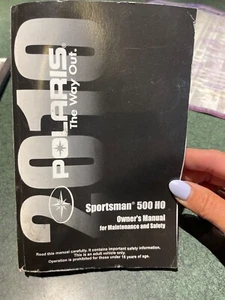 2010
POLARIS®
The Way Out.
Sportsman® 500 HO
Owner's Manual
for Maintenance and Safety
Read this manual carefully. It contains important safety information.
This is an adult vehicle only.
Operation is prohibited for those under 16 years of age.